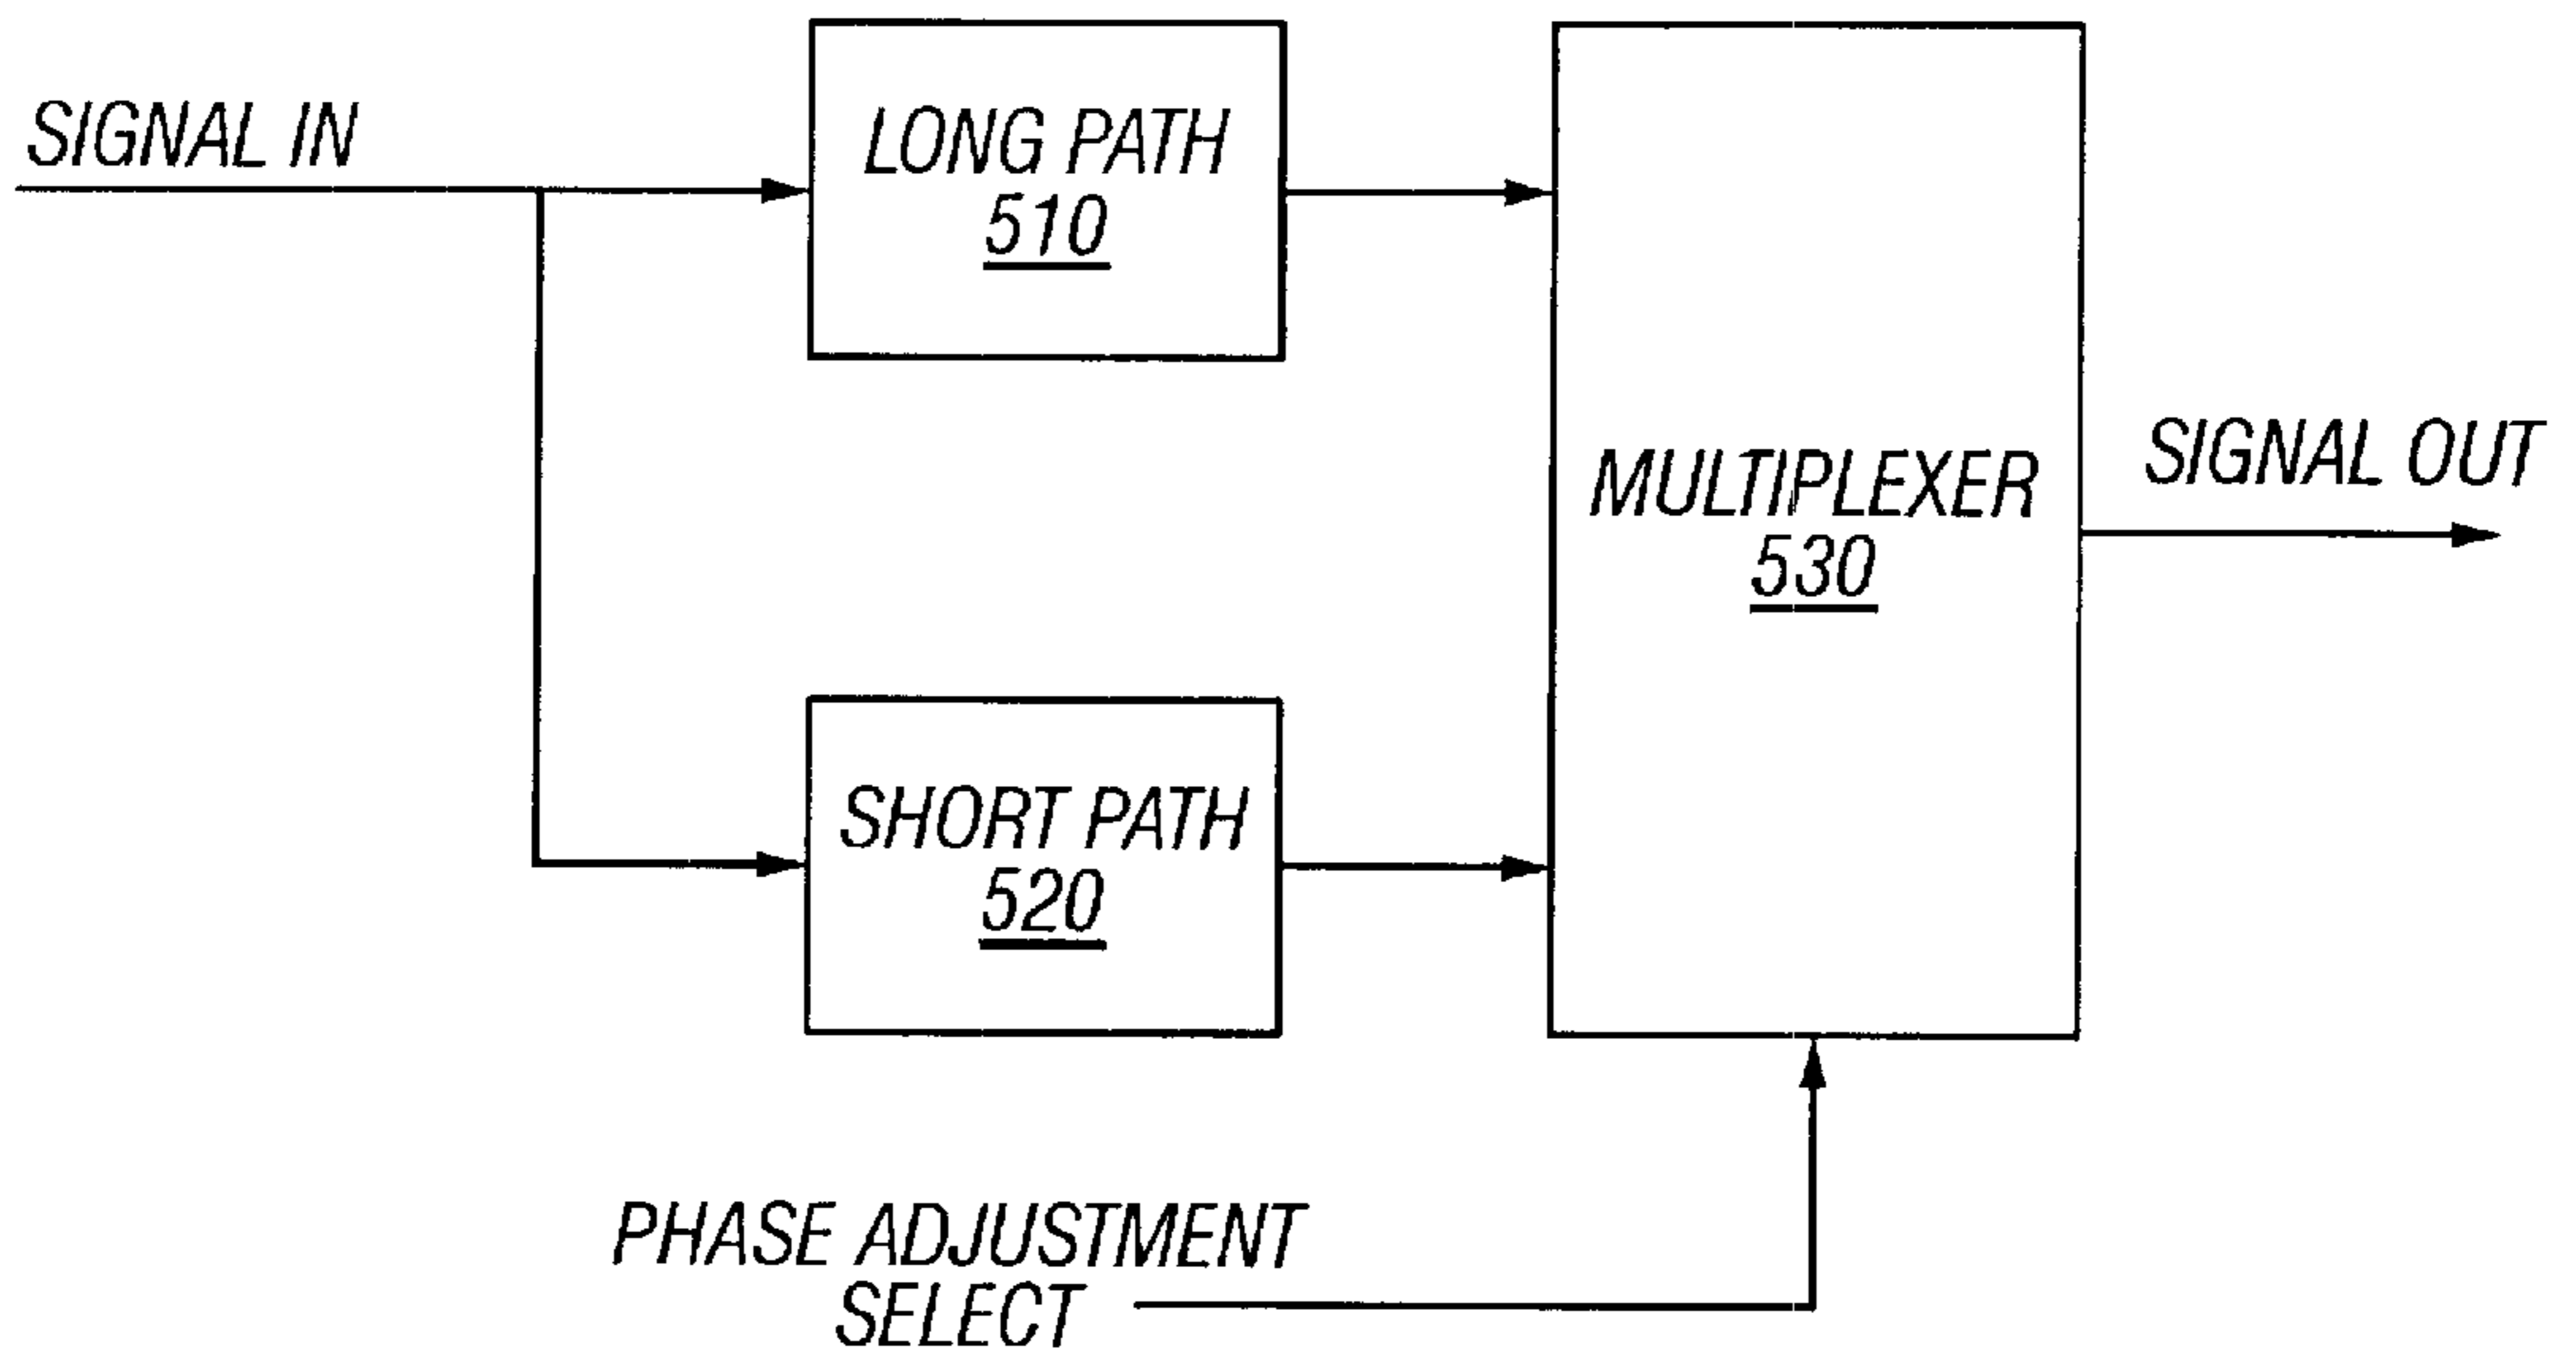 SIGNAL IN
LONG PATH
510
MULTIPLEXER
530
SIGNAL OUT
SHORT PATH
520
PHASE ADJUSTMENT
SELECT